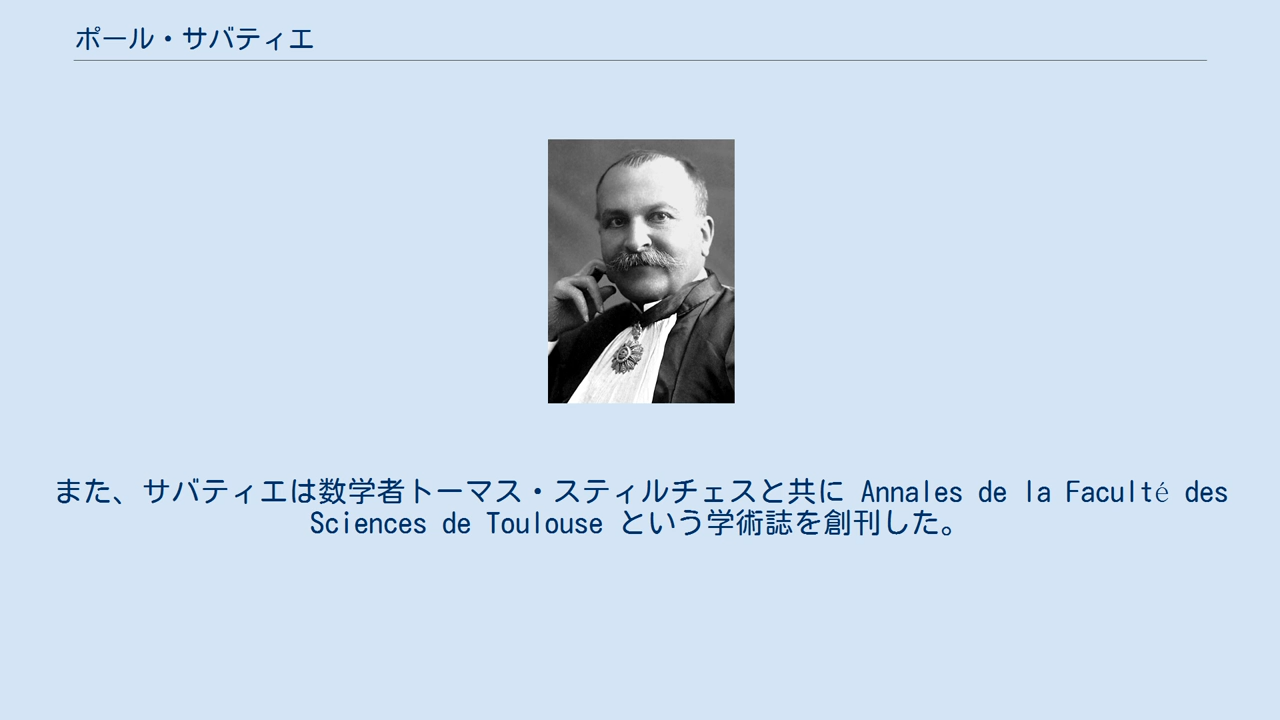 ポール・サバティエ
また、サバティエは数学者トーマス・スティルチェスと共に Annales de la Faculté des
Sciences de Toulouse という学術誌を創刊した。